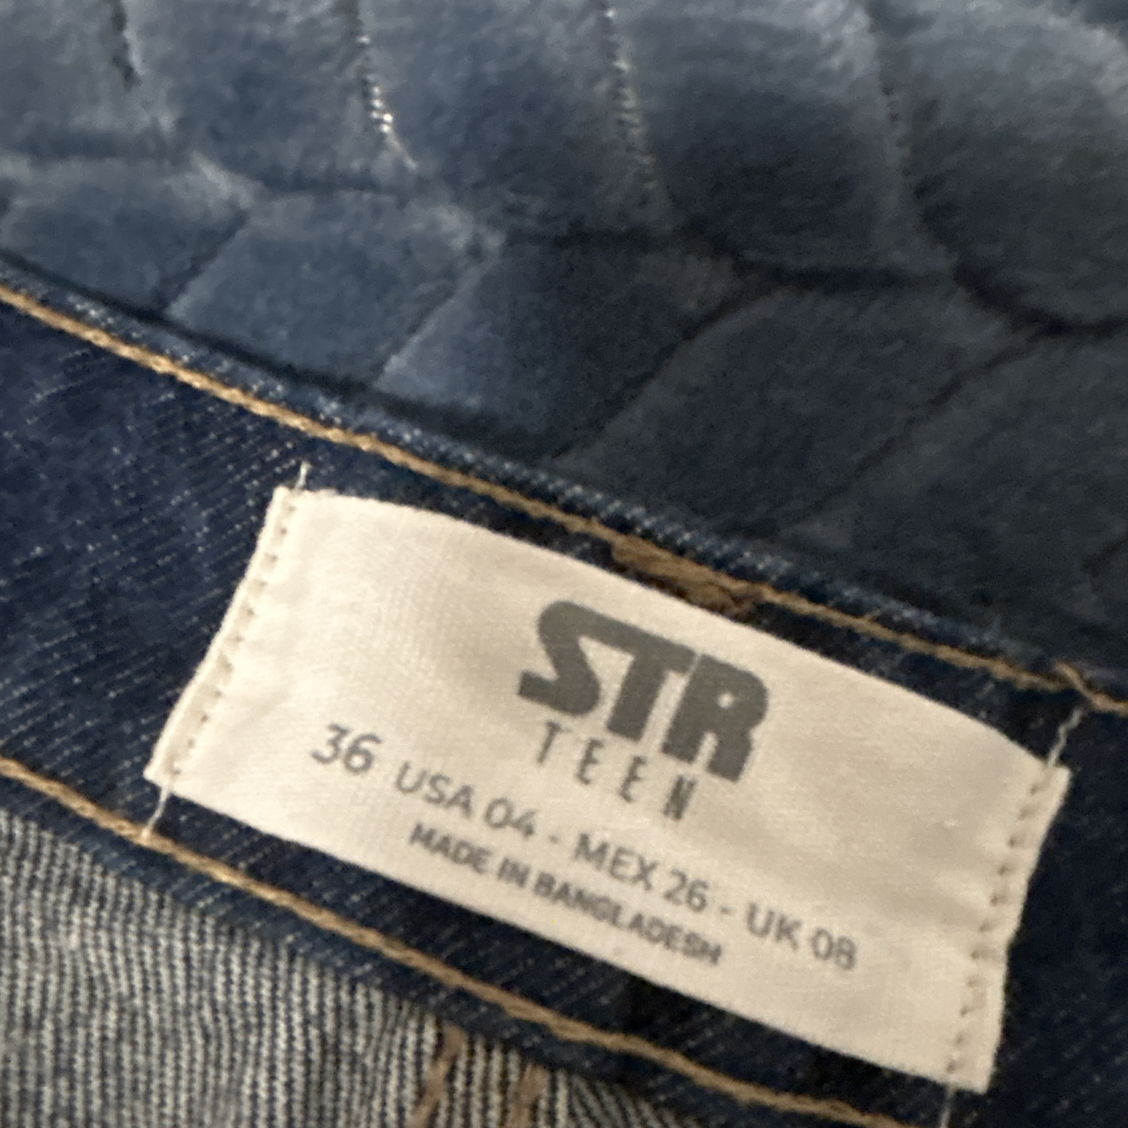 STR
TEEN
36 USA 04 - MEX 26 - UK 08
MADE IN BANGLADESH